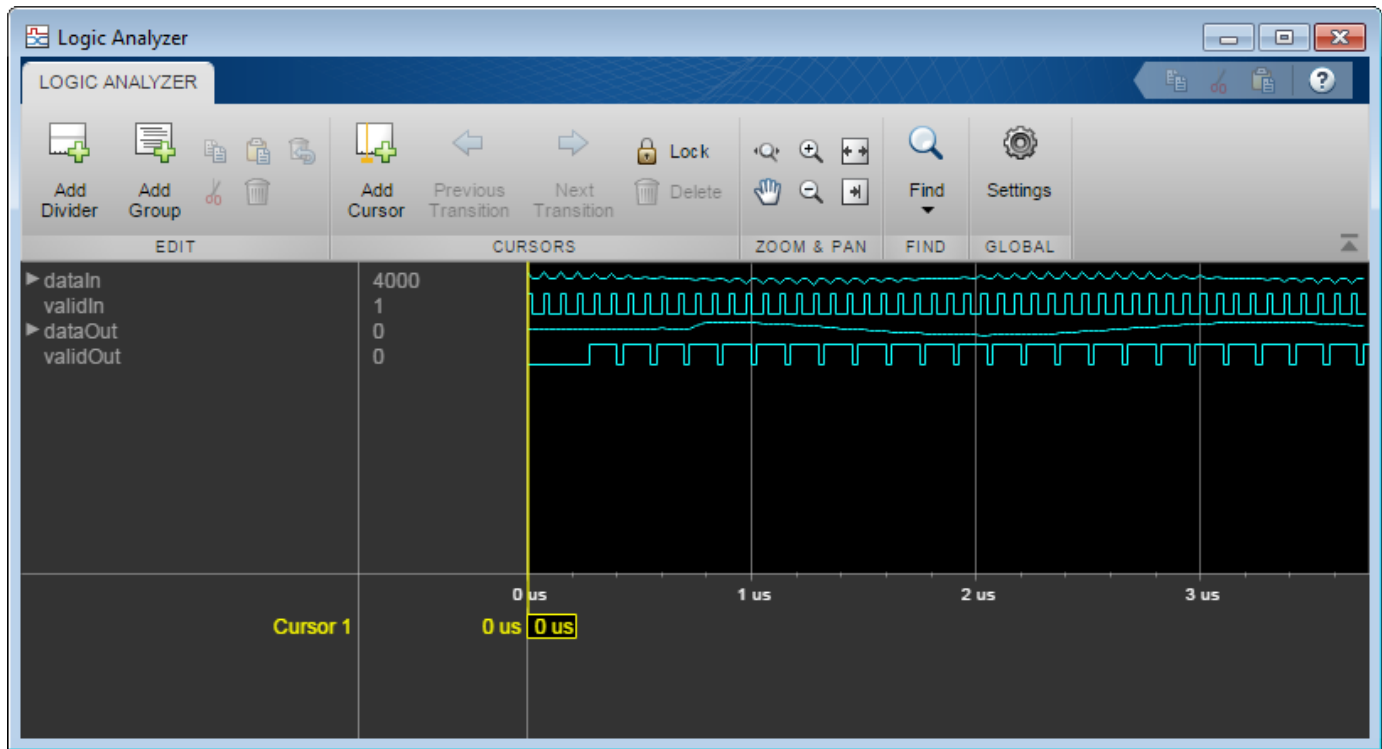 Logic Analyzer
LOGIC ANALYZER
?
Add Divider
Add Group
Add Cursor
Previous Transition
Next Transition
Lock
Delete
Find
Settings
EDIT
CURSORS
ZOOM & PAN
FIND
GLOBAL
dataIn 4000
validIn 1
dataOut 0
validOut 0
0 us 1 us 2 us 3 us
Cursor 1 0 us 0 us